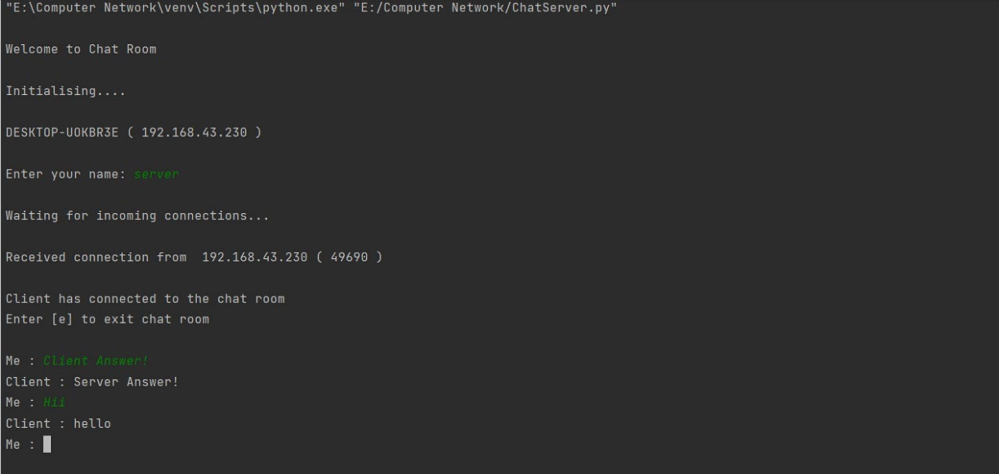 "E:\Computer Network\venv\Scripts\python.exe" "E:/Computer Network/ChatServer.py"
Welcome to Chat Room
Initialising....
DESKTOP-UOKBR3E ( 192.168.43.230 )
Enter your name: server
Waiting for incoming connections...
Received connection from  192.168.43.230 ( 49690 )
Client has connected to the chat room
Enter [e] to exit chat room
Me : Client Answer!
Client : Server Answer!
Me : Hii
Client : hello
Me :